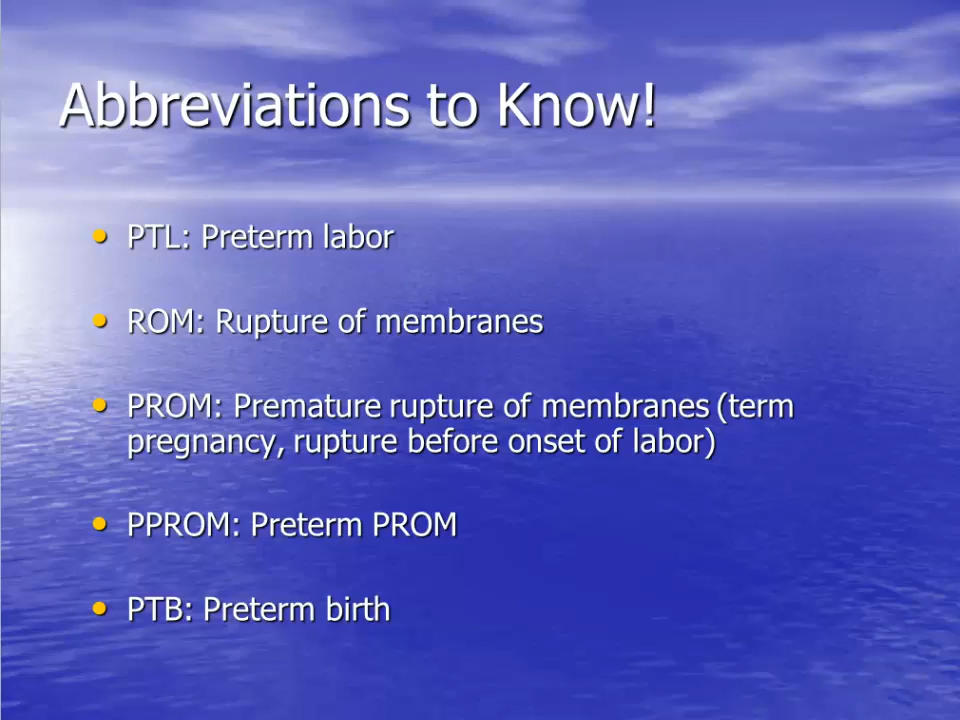 Abbreviations to Know!
• PTL: Preterm labor
• ROM: Rupture of membranes
• PROM: Premature rupture of membranes (term
pregnancy, rupture before onset of labor)
• PPROM: Preterm PROM
• PTB: Preterm birth